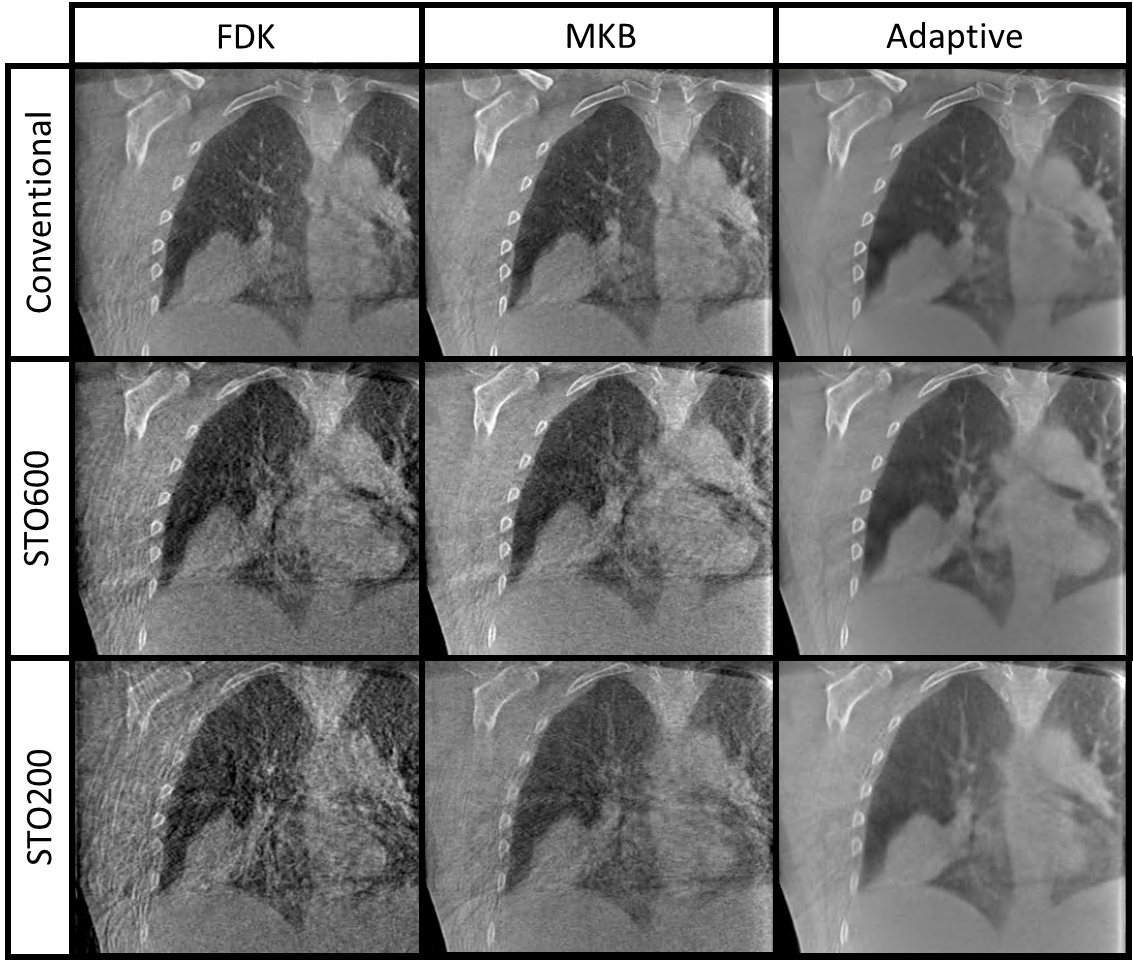 FDK
MKB
Adaptive
Conventional
STO600
STO200